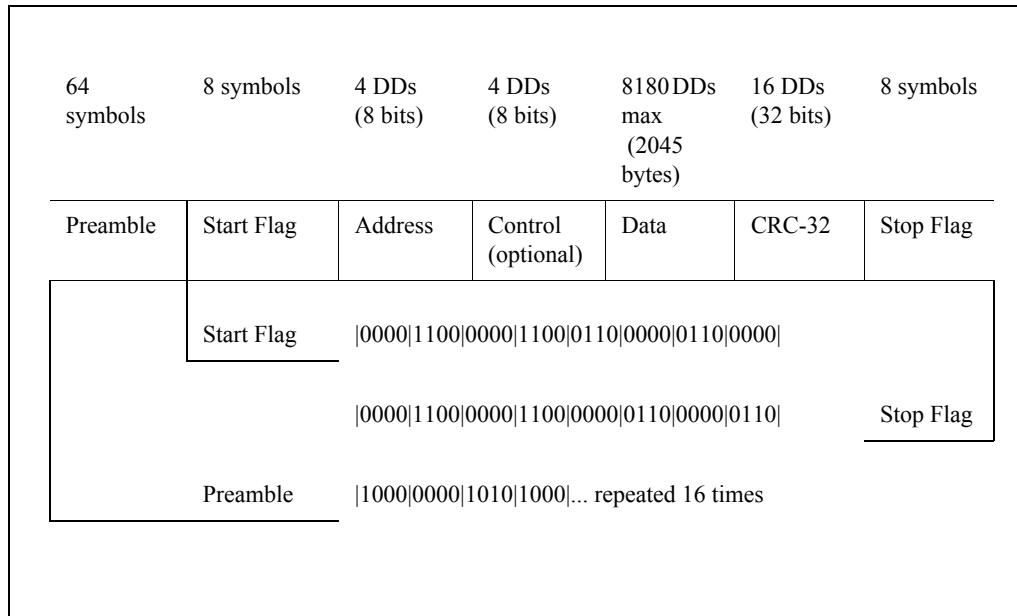 64 symbols
8 symbols
4 DDs (8 bits)
4 DDs (8 bits)
8180 DDs max (2045 bytes)
16 DDs (32 bits)
8 symbols
Preamble
Start Flag
Address
Control (optional)
Data
CRC-32
Stop Flag
Start Flag |0000|1100|0000|1100|0110|0000|0110|0000|
|0000|1100|0000|1100|0000|0110|0000|0110| Stop Flag
Preamble |1000|0000|1010|1000|... repeated 16 times